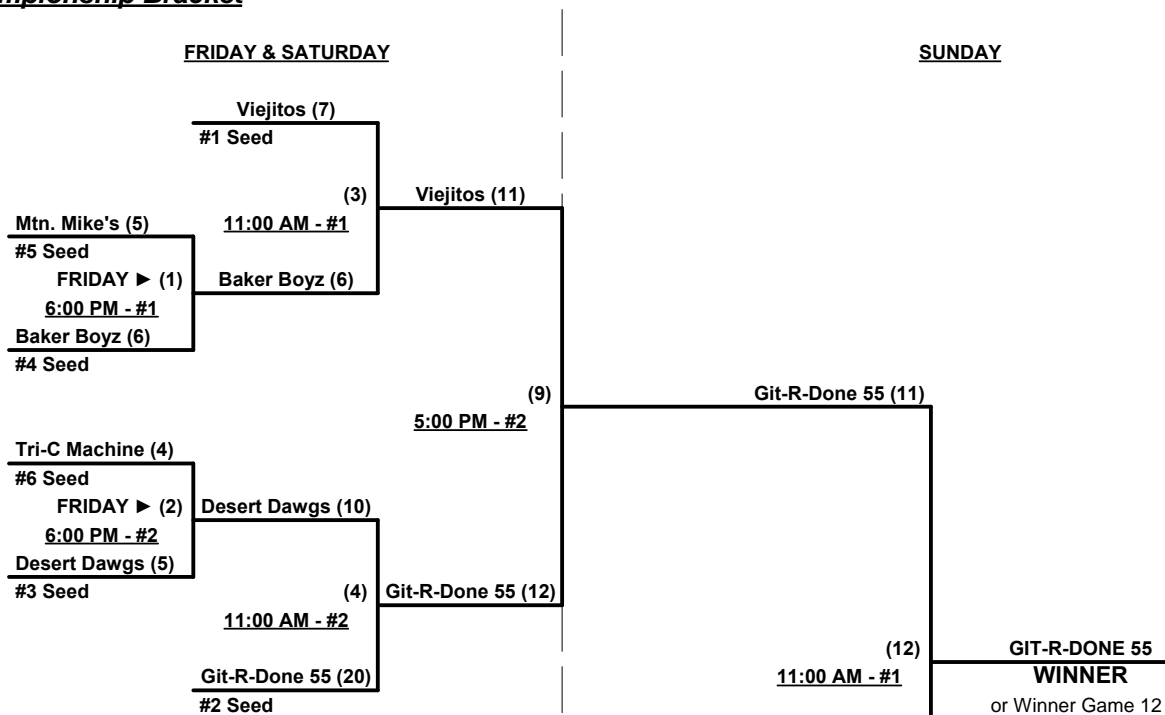 FRIDAY & SATURDAY
SUNDAY
Viejitos (7)
#1 Seed
(3)
Viejitos (11)
11:00 AM - #1
Mtn. Mike's (5)
#5 Seed
FRIDAY ► (1)
Baker Boyz (6)
6:00 PM - #1
Baker Boyz (6)
#4 Seed
(9)
Git-R-Done 55 (11)
5:00 PM - #2
Tri-C Machine (4)
#6 Seed
FRIDAY ► (2)
Desert Dawgs (10)
6:00 PM - #2
Desert Dawgs (5)
#3 Seed
(4)
Git-R-Done 55 (12)
11:00 AM - #2
(12)
GIT-R-DONE 55
Git-R-Done 55 (20)
11:00 AM - #1
WINNER
#2 Seed
or Winner Game 12